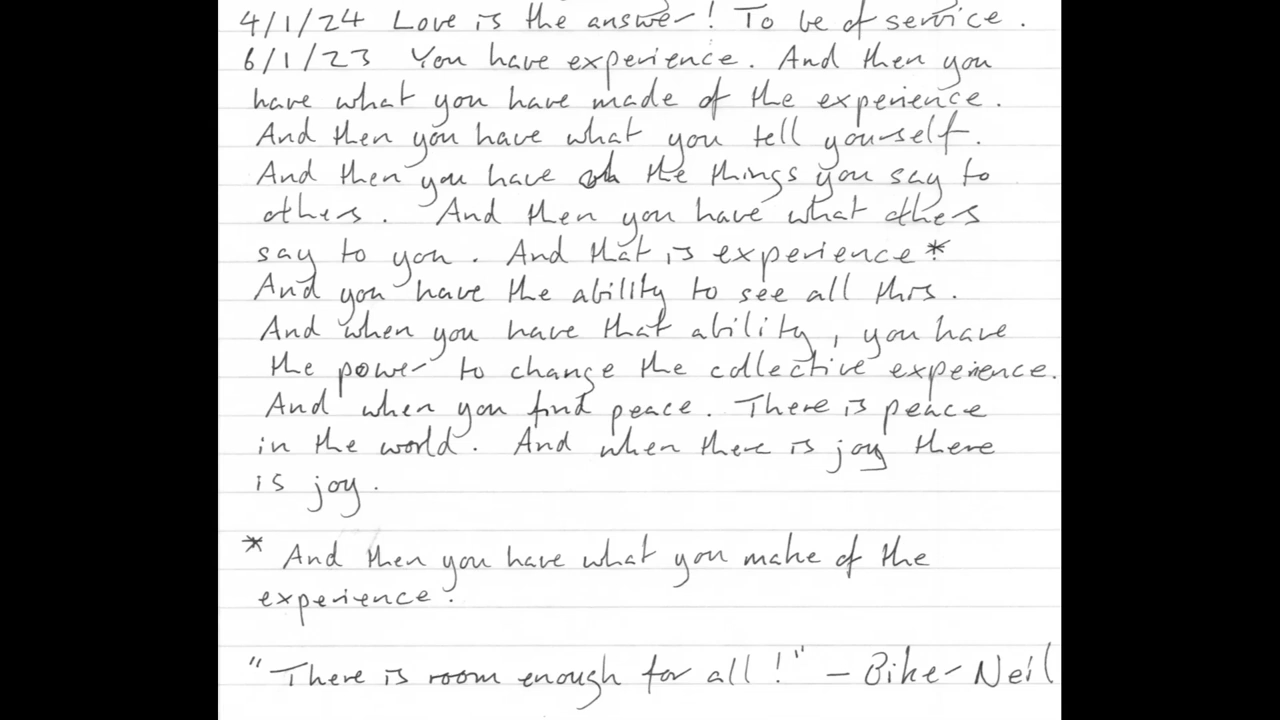 4/1/24 Love is the answer! To be of service.
6/1/23 You have experience. And then you
have what you have made of the experience.
And then you have what you tell yourself.
And then you have the things you say to
others. And then you have what others
say to you. And that is experience*
And you have the ability to see all this.
And when you have that ability, you have
the power to change the collective experience.
And when you find peace. There is peace
in the world. And when there is joy there
is joy.
* And then you have what you make of the
experience.
"There is room enough for all!" – Biker Neil